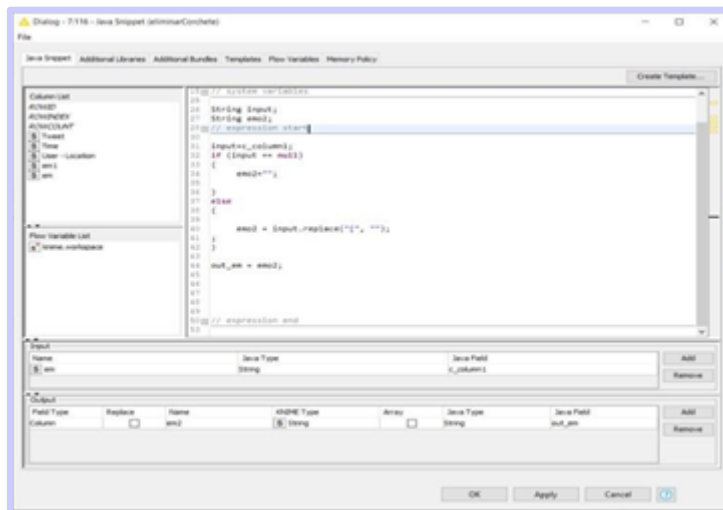 Dialog - 7:116 - Java Snippet (eliminarCorchete)
File
Java Snippet Additional Libraries Additional Bundles Templates Flow Variables Memory Policy
Create Template...
Column List
ROWID
ROWINDEX
ROWCOUNT
S Tweet
S Time
S User - Location
S em1
S em
Flow Variable List
knime.workspace
// system variables
String input;
String emo2;
// expression start
input=c_column1;
if (input == null)
{
emo2="";
}
else
{
emo2 = input.replace("[", "");
;
}
out_em = emo2;
// expression end
Input
Name Java Type Java Field
S em String c_column1
Add
Remove
Output
Field Type Replace Name KNIME Type Array Java Type Java Field
Column em2 S String String out_em
Add
Remove
OK Apply Cancel